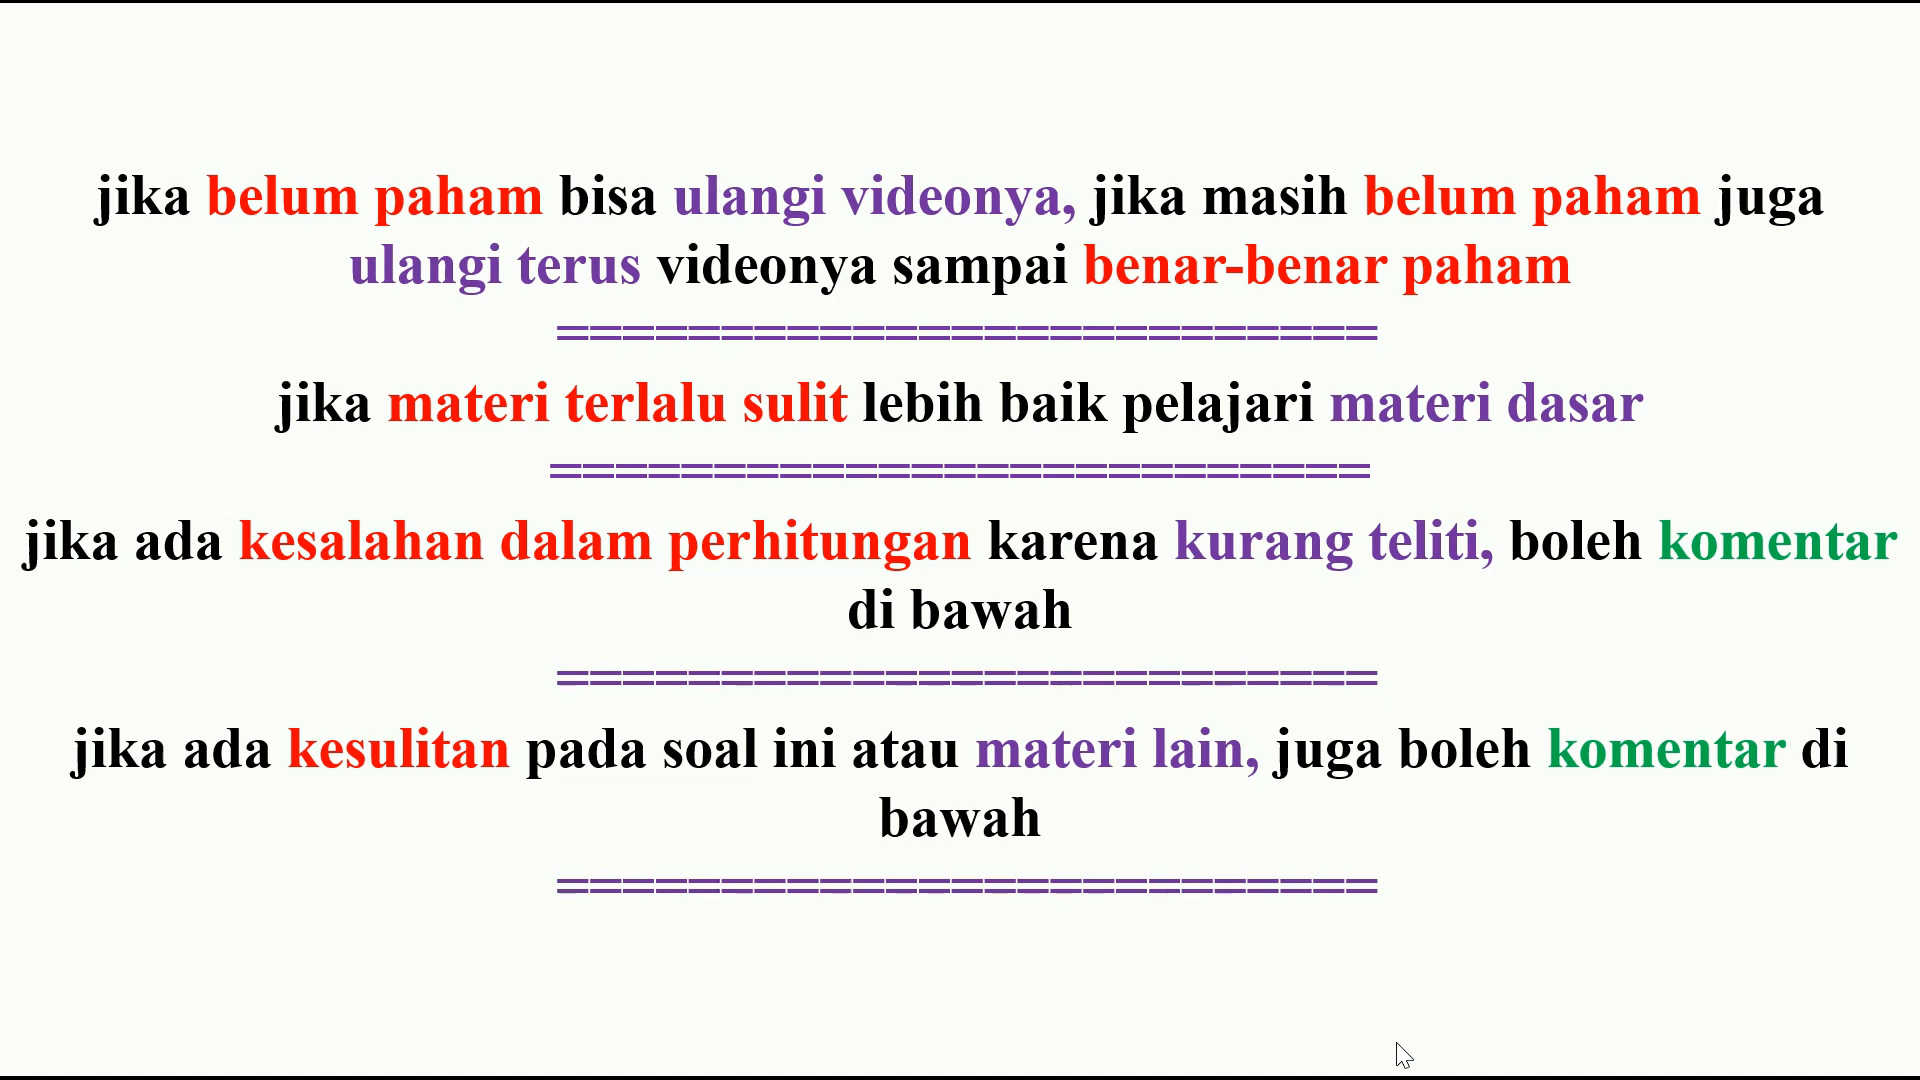 jika belum paham bisa ulangi videonya, jika masih belum paham juga
ulangi terus videonya sampai benar-benar paham
=========================
jika materi terlalu sulit lebih baik pelajari materi dasar
=========================
jika ada kesalahan dalam perhitungan karena kurang teliti, boleh komentar
di bawah
=========================
jika ada kesulitan pada soal ini atau materi lain, juga boleh komentar di
bawah
=========================